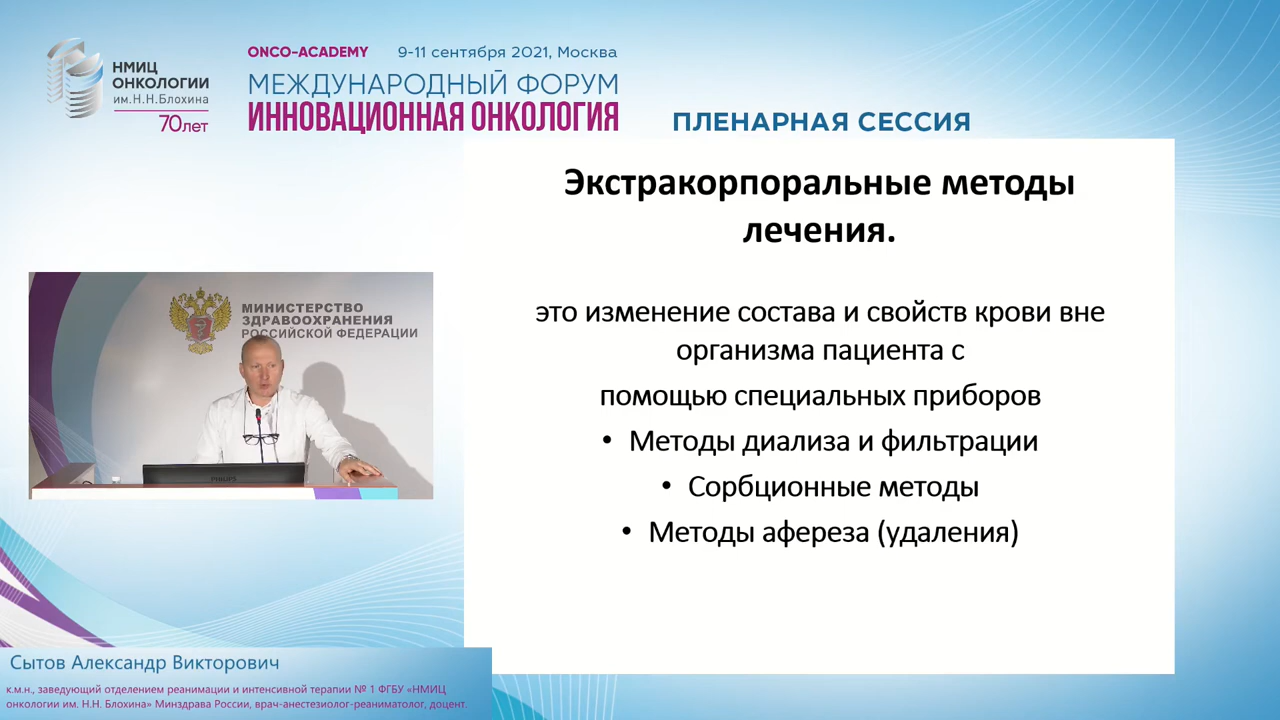 НМИЦ
ОНКОЛОГИИ
им.Н.Н.Блохина
70лет
ONCO-ACADEMY 9-11 сентября 2021, Москва
МЕЖДУНАРОДНЫЙ ФОРУМ
ИННОВАЦИОННАЯ ОНКОЛОГИЯ
ПЛЕНАРНАЯ СЕССИЯ
Экстракорпоральные методы
лечения.
это изменение состава и свойств крови вне
организма пациента с
помощью специальных приборов
• Методы диализа и фильтрации
• Сорбционные методы
• Методы афереза (удаления)
МИНИСТЕРСТВО
ЗДРАВООХРАНЕНИЯ
РОССИЙСКОЙ ФЕДЕРАЦИИ
PHILIPS
Сытов Александр Викторович
к.м.н., заведующий отделением реанимации и интенсивной терапии № 1 ФГБУ «НМИЦ
онкологии им. Н.Н. Блохина» Минздрава России, врач-анестезиолог-реаниматолог, доцент.